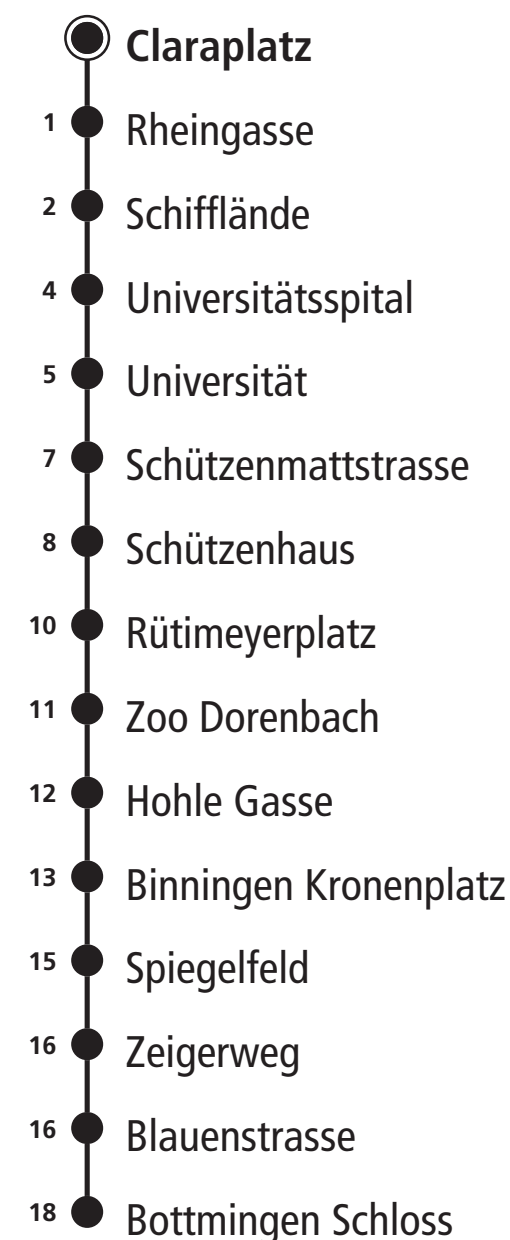 Claraplatz
1 Rheingasse
2 Schifflände
4 Universitätsspital
5 Universität
7 Schützenmattstrasse
8 Schützenhaus
10 Rütimeyerplatz
11 Zoo Dorenbach
12 Hohle Gasse
13 Binningen Kronenplatz
15 Spiegelfeld
16 Zeigerweg
16 Blauenstrasse
18 Bottmingen Schloss